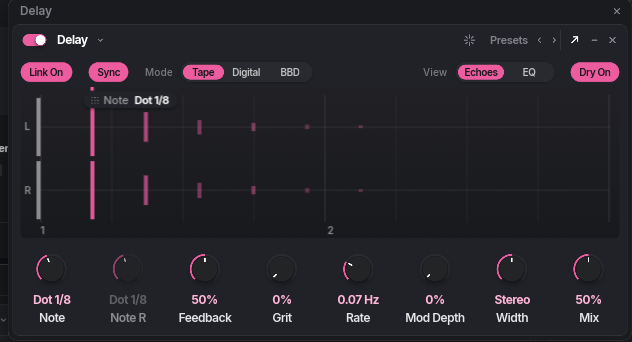 Delay ×
Delay Presets
Link On Sync Mode Tape Digital BBD View Echoes EQ Dry On
Note Dot 1/8
L
R
1 2
Dot 1/8 Dot 1/8 50% 0% 0.07 Hz 0% Stereo 50%
Note Note R Feedback Grit Rate Mod Depth Width Mix